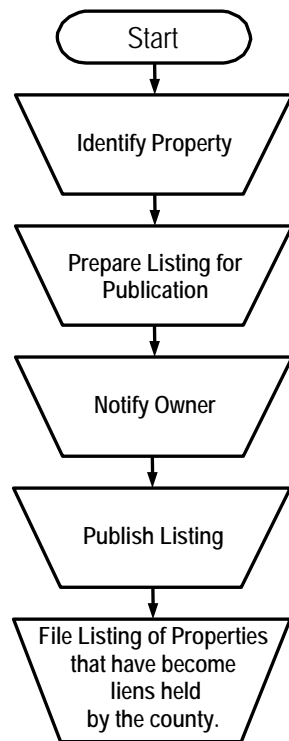 Start
Identify Property
Prepare Listing for
Publication
Notify Owner
Publish Listing
File Listing of Properties
that have become
liens held
by the county.